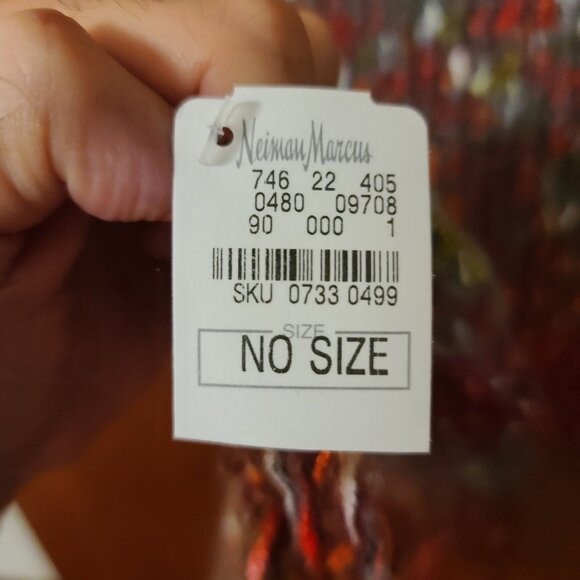 Neiman Marcus
746 22 405
0480 09708
90 000 1
SKU 0733 0499
SIZE
NO SIZE